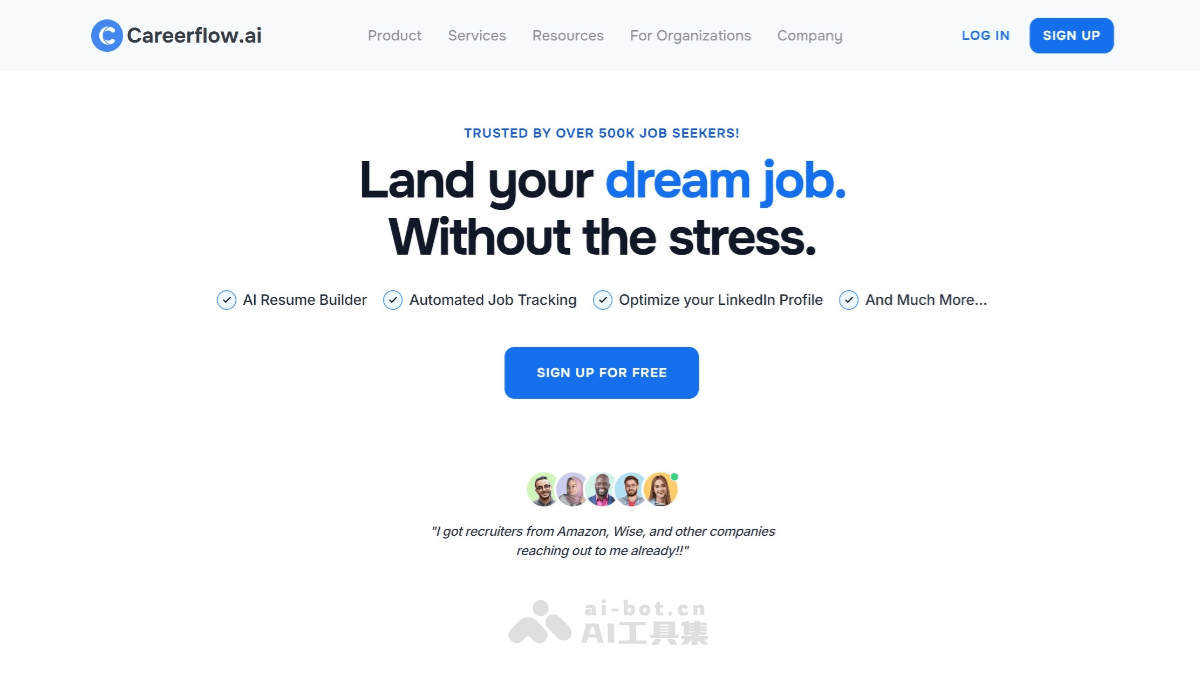 Careerflow.ai
Product Services Resources For Organizations Company
LOG IN SIGN UP
TRUSTED BY OVER 500K JOB SEEKERS!
Land your dream job.
Without the stress.
AI Resume Builder Automated Job Tracking Optimize your LinkedIn Profile And Much More...
SIGN UP FOR FREE
"I got recruiters from Amazon, Wise, and other companies
reaching out to me already!!"
ai-bot.cn
AI工具集